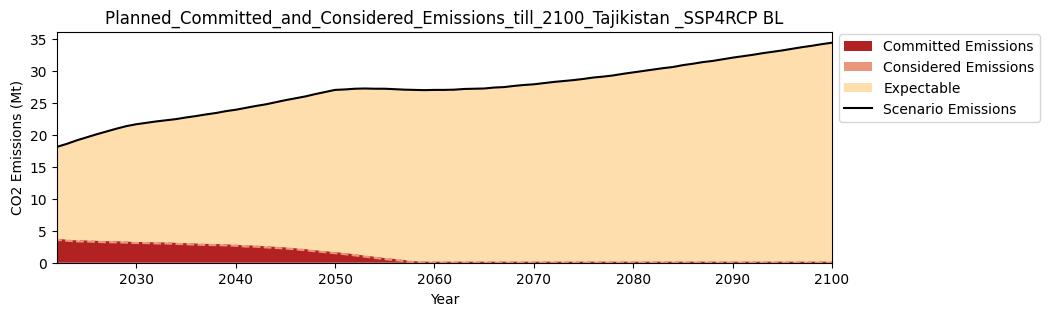 Planned_Committed_and_Considered_Emissions_till_2100_Tajikistan _SSP4RCP BL
CO2 Emissions (Mt)
35
30
25
20
15
10
5
0
2030 2040 2050 2060 2070 2080 2090 2100
Year
Committed Emissions
Considered Emissions
Expectable
Scenario Emissions